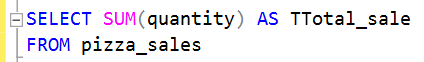 SELECT SUM(quantity) AS TTotal_sale
FROM pizza_sales